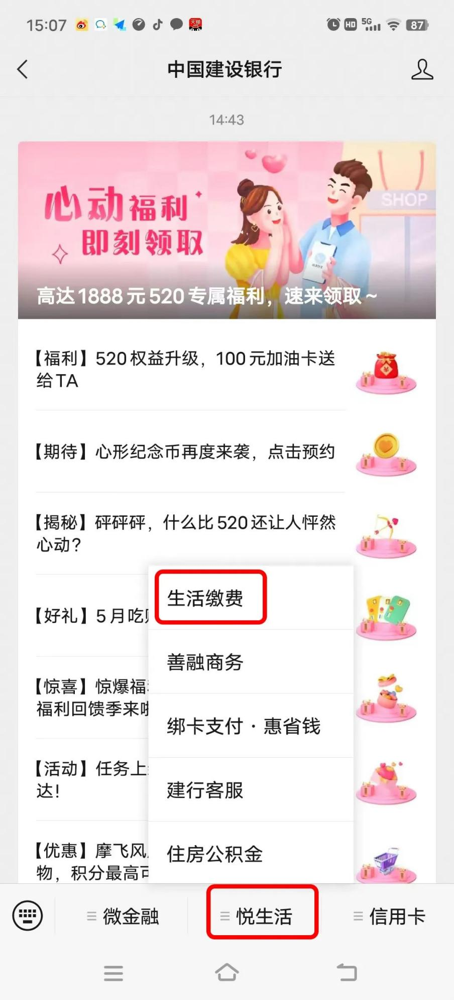 15:07
HD 5G 87
中国建设银行
14:43
心动福利
即刻领取
SHOP
高达1888元520专属福利，速来领取～
【福利】520权益升级，100元加油卡送
给TA
【期待】心形纪念币再度来袭，点击预约
【揭秘】砰砰砰，什么比520还让人怦然
心动？
生活缴费
【好礼】5月吃
善融商务
【惊喜】惊爆福
福利回馈季来
绑卡支付·惠省钱
【活动】任务上
达！
建行客服
【优惠】摩飞风
物，积分最高可
住房公积金
微金融
悦生活
信用卡